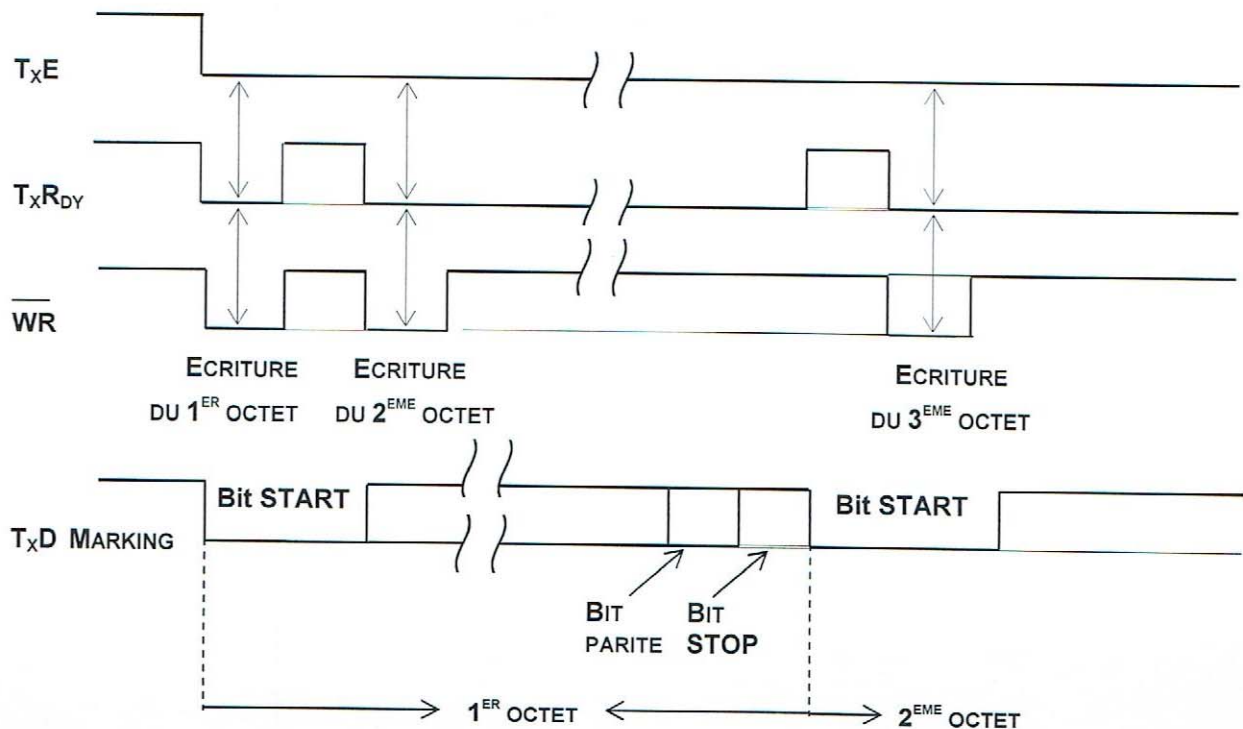 TxE
TxRDY
WR
ECRITURE
DU 1ER OCTET
ECRITURE
DU 2EME OCTET
ECRITURE
DU 3EME OCTET
Bit START
Bit START
TxD MARKING
BIT
PARITE
BIT
STOP
1ER OCTET
2EME OCTET